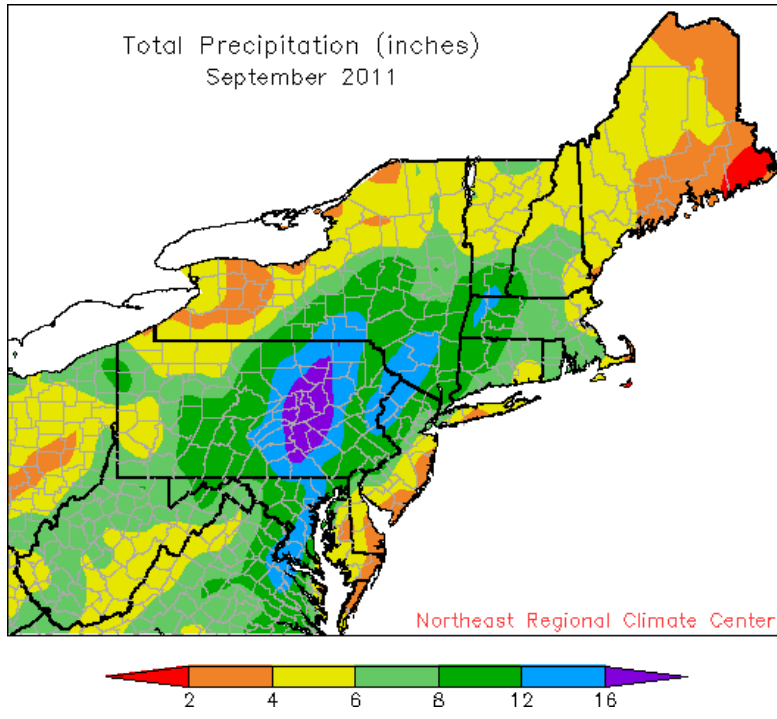 Total Precipitation (inches)
September 2011
Northeast Regional Climate Center
2 4 6 8 12 16